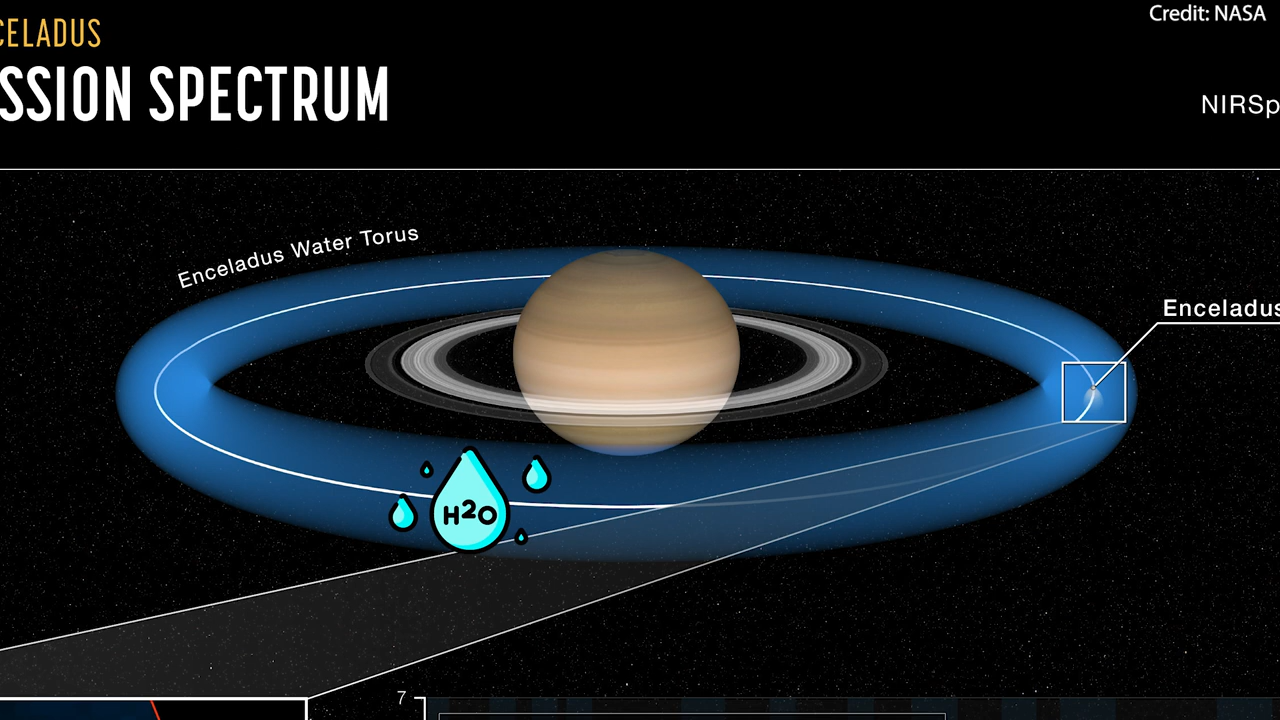 Credit: NASA
CELADUS
SSION SPECTRUM
NIRSp
Enceladus Water Torus
Enceladus
H2O
7